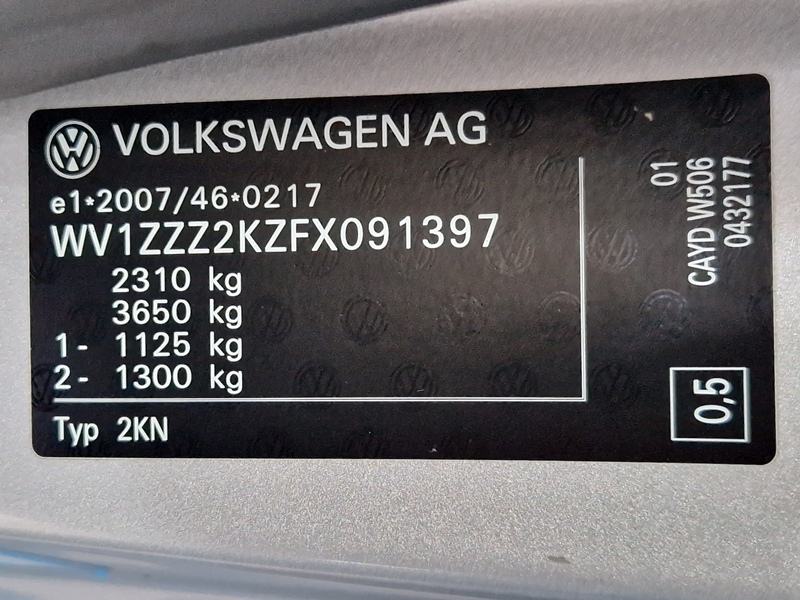 VOLKSWAGEN AG
e1*2007/46*0217
WV1ZZZ2KZFX091397
2310 kg
3650 kg
1- 1125 kg
2- 1300 kg
Typ 2KN
01
CAYD W506
0432177
0,5